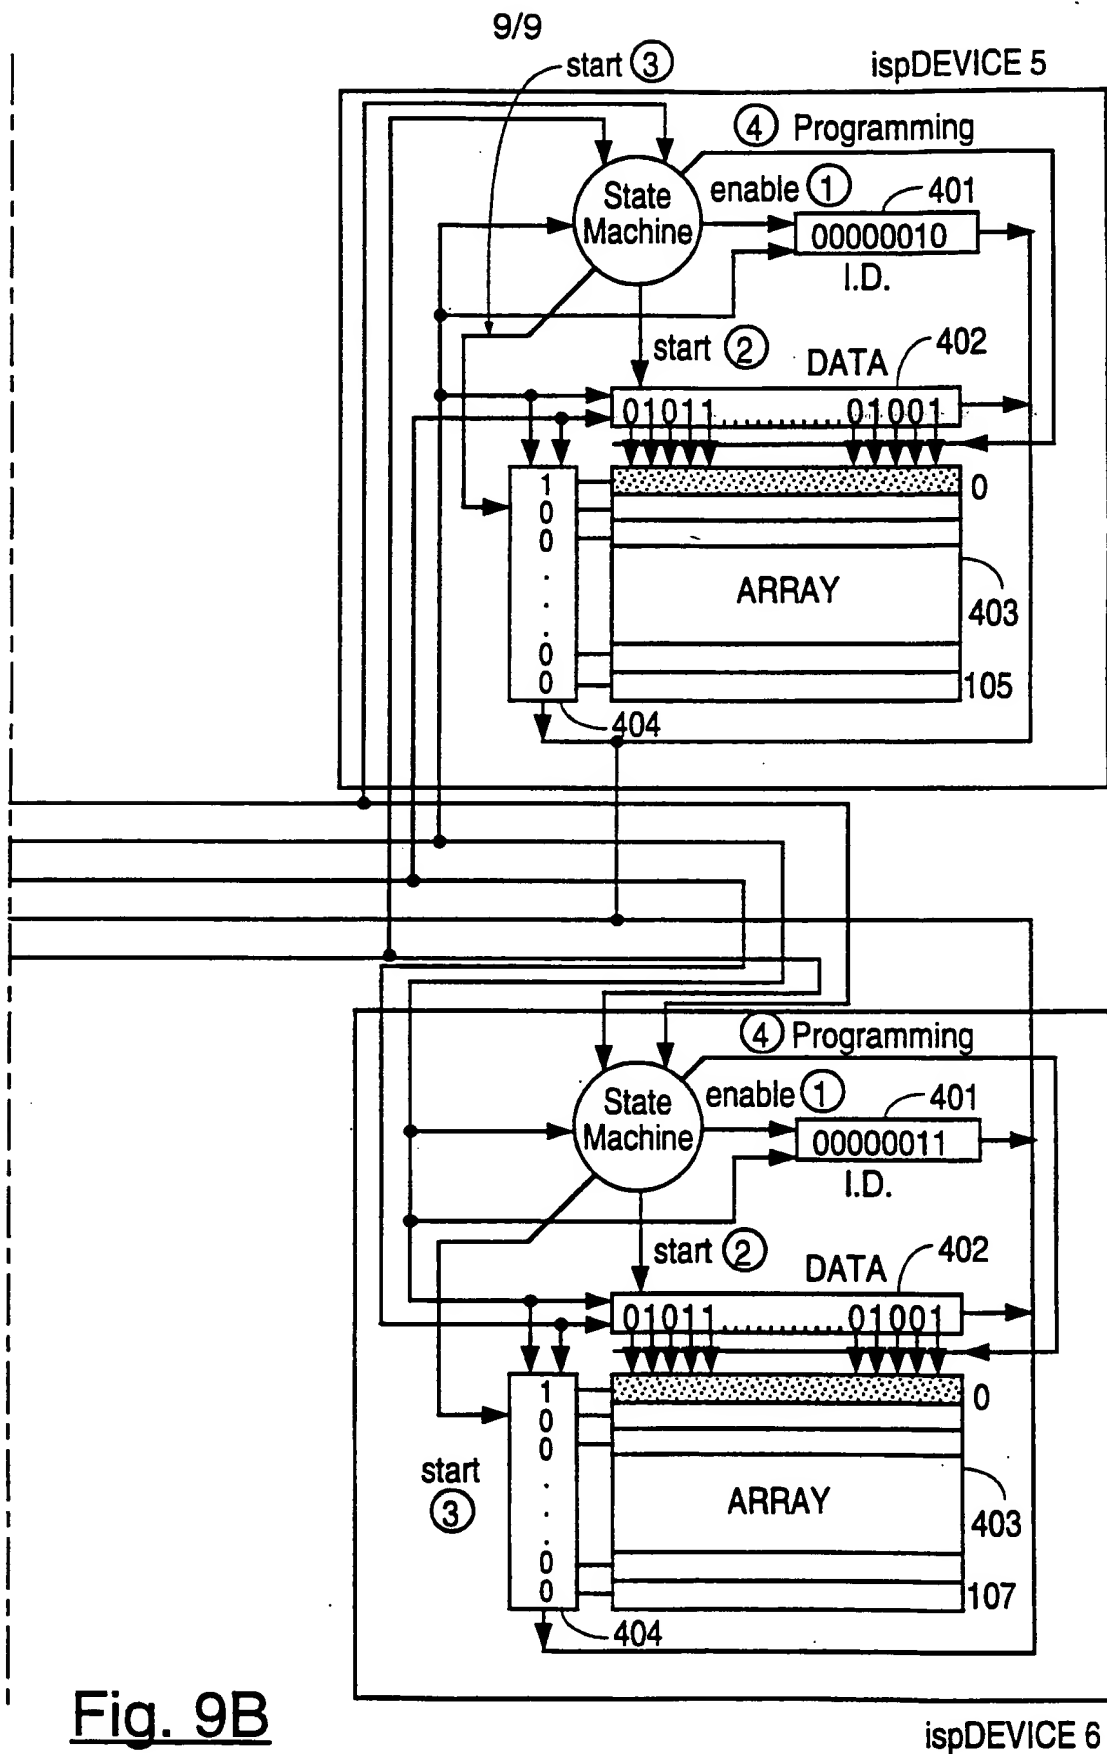 9/9
start ③
ispDEVICE 5
④ Programming
State Machine
enable ①
401
00000010
I.D.
start ②
DATA
402
01011...............01001
1
0
0
.
.
.
0
0
0
ARRAY
403
105
404
④ Programming
State Machine
enable ①
401
00000011
I.D.
start ②
DATA
402
01011...............01001
1
0
0
.
.
.
0
0
0
start ③
ARRAY
403
107
404
Fig. 9B
ispDEVICE 6